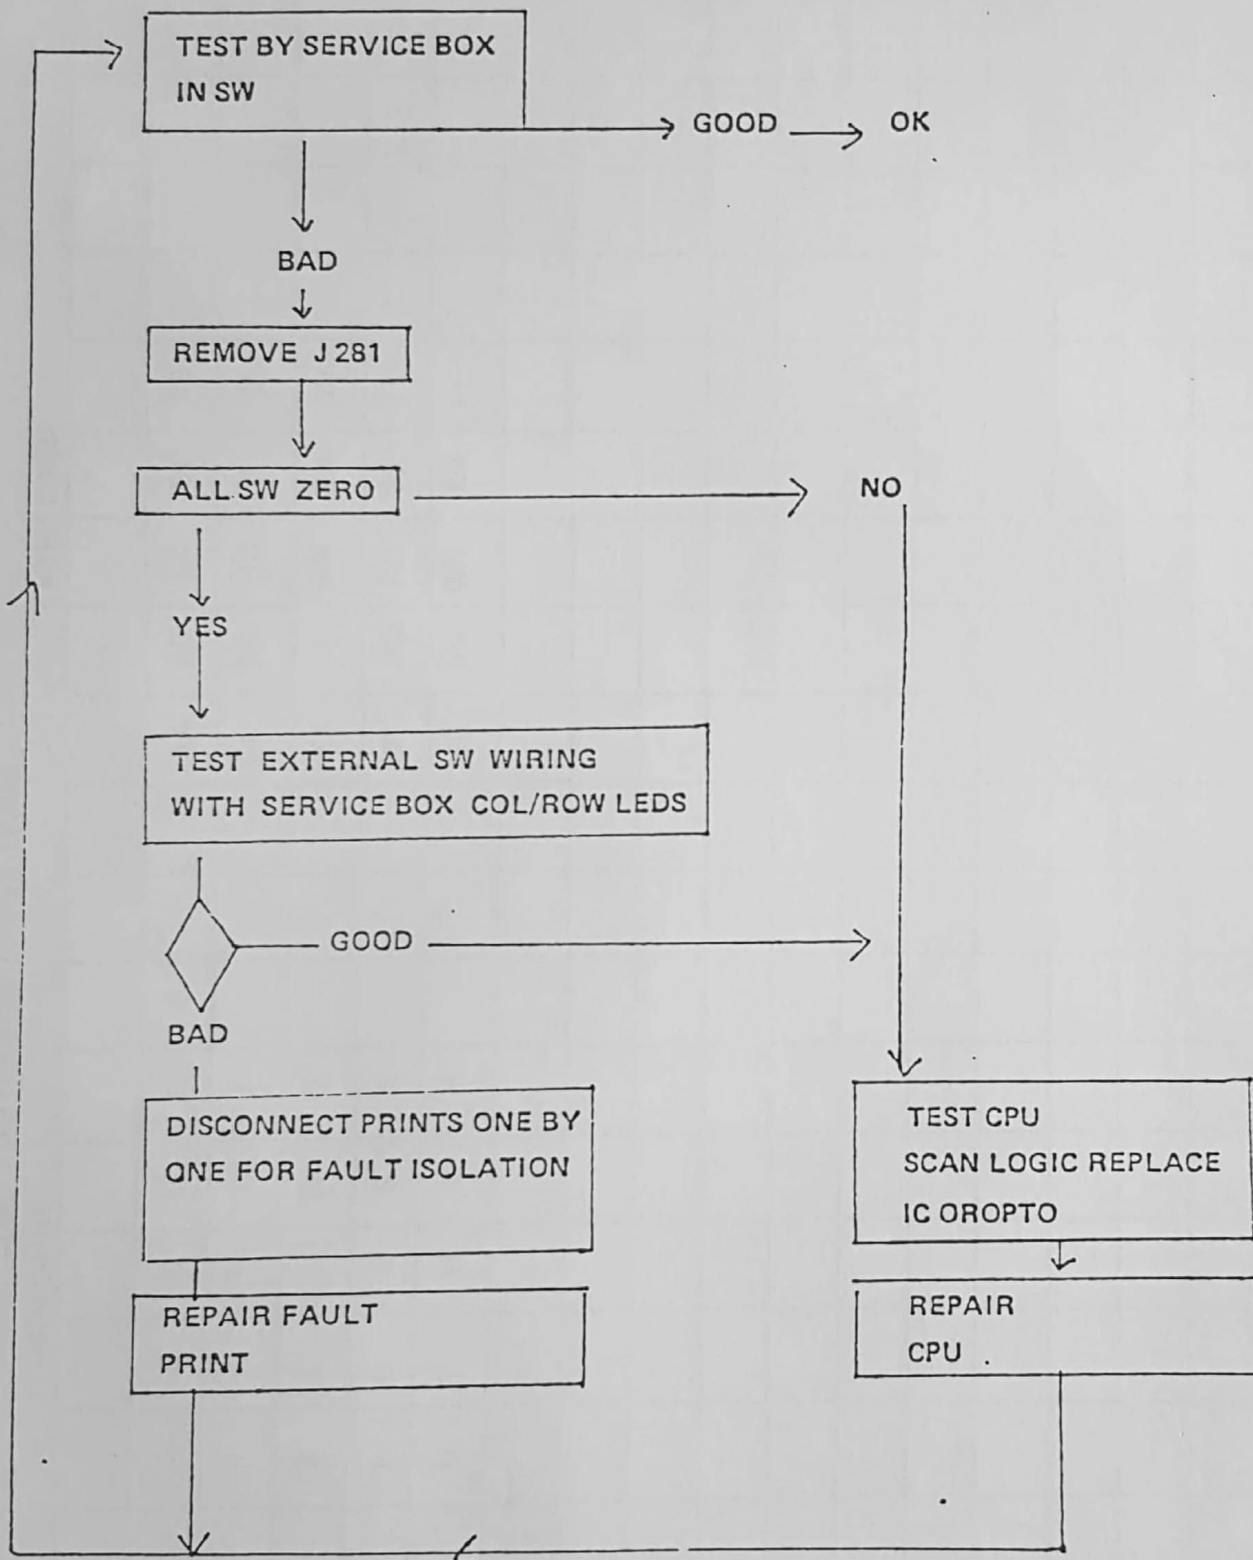 TEST BY SERVICE BOX
IN SW
GOOD
OK
BAD
REMOVE J 281
ALL SW ZERO
NO
YES
TEST EXTERNAL SW WIRING
WITH SERVICE BOX COL/ROW LEDS
GOOD
BAD
DISCONNECT PRINTS ONE BY
ONE FOR FAULT ISOLATION
TEST CPU
SCAN LOGIC REPLACE
IC OROPTO
REPAIR FAULT
PRINT
REPAIR
CPU .